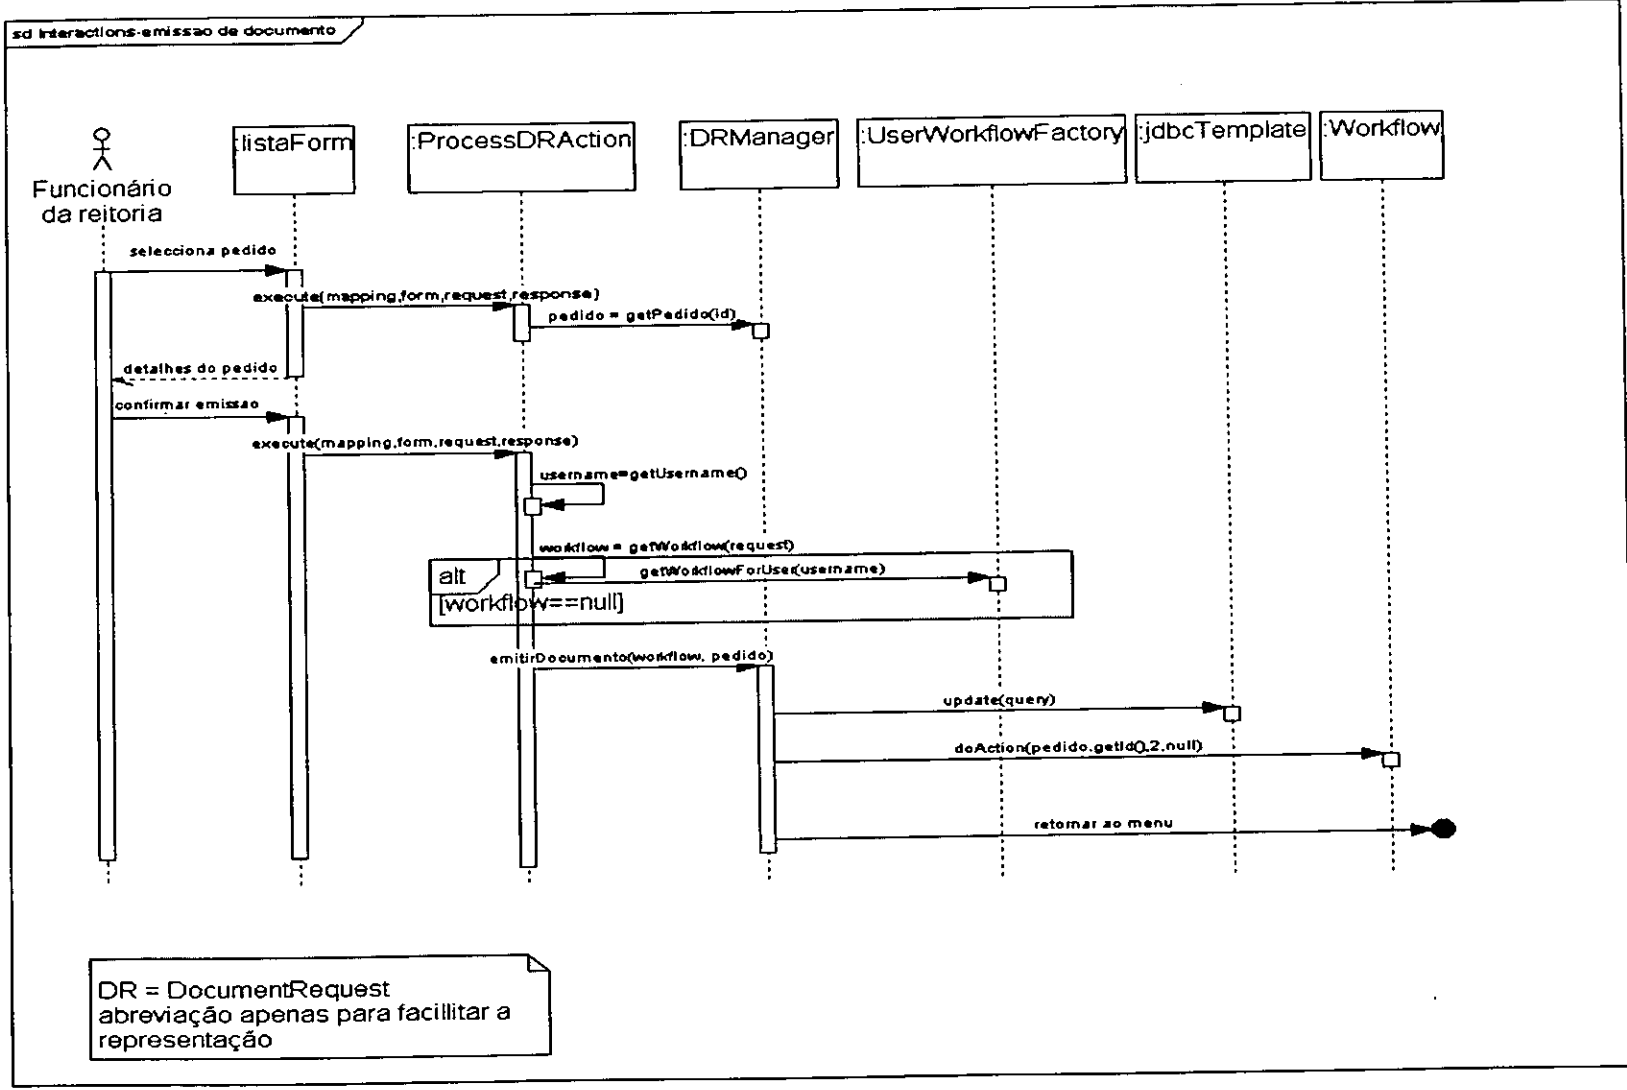 sd interactions-emissao de documento
:listaForm
:ProcessDRAction
:DRManager
:UserWorkflowFactory
:jdbcTemplate
:Workflow
Funcionário
da reitoria
selecciona pedido
execute(mapping,form,request,response)
pedido = getPedido(id)
detalhes do pedido
confirmar emissao
execute(mapping,form,request,response)
username=getUsername()
workflow = getWorkflow(request)
alt
getWorkflowForUser(username)
[workflow==null]
emitirDocumento(workflow, pedido)
update(query)
doAction(pedido.getId(),2,null)
retornar ao menu
DR = DocumentRequest
abreviação apenas para facillitar a
representação